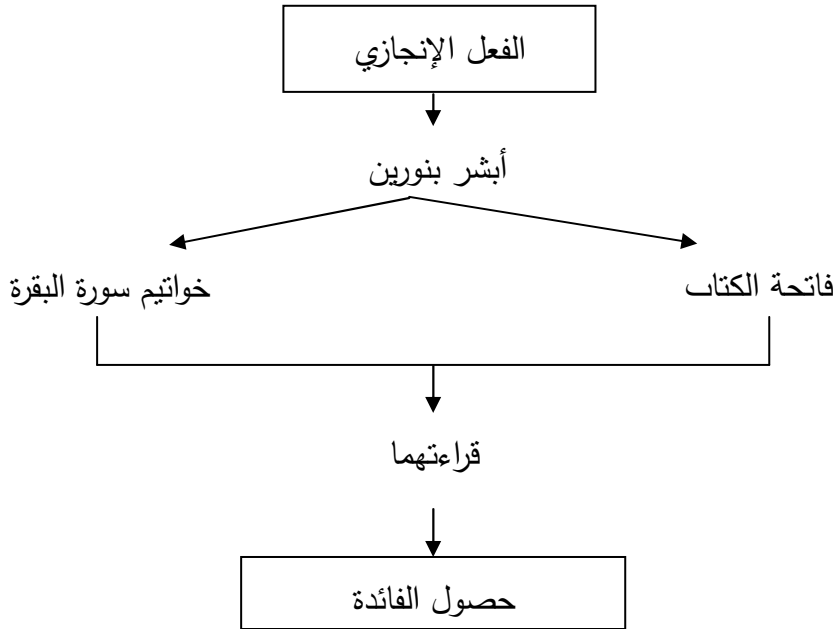 الفعل الإنجازي
أبشر بنورين
فاتحة الكتاب
خواتيم سورة البقرة
قراءتهما
حصول الفائدة